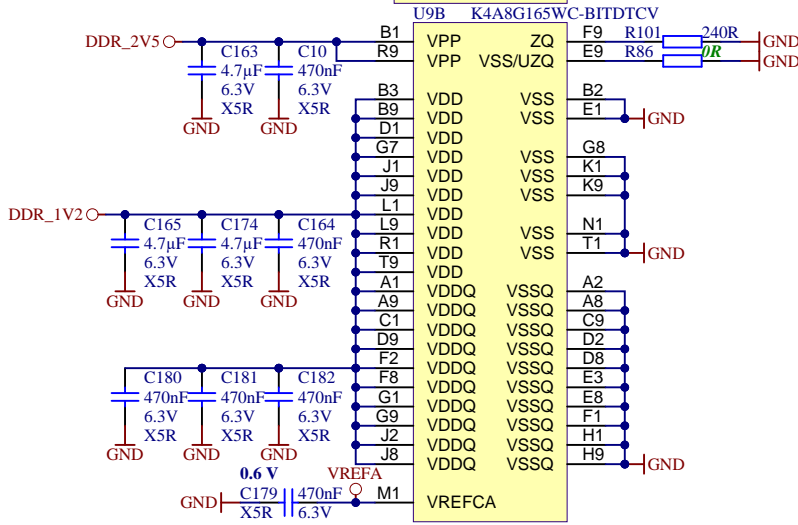 U9B K4A8G165WC-BITDTCV
DDR_2V5 B1 VPP ZQ F9 R101 240R GND
R9 VPP VSS/UZQ E9 R86 0R GND
C163 C10
4.7µF 470nF
6.3V 6.3V
X5R X5R
GND GND
B3 VDD VSS B2
B9 VDD VSS E1 GND
D1 VDD
G7 VDD VSS G8
J1 VDD VSS K1
J9 VDD VSS K9
DDR_1V2 L1 VDD
L9 VDD VSS N1
R1 VDD VSS T1 GND
T9 VDD
C165 C174 C164
4.7µF 4.7µF 470nF
6.3V 6.3V 6.3V
X5R X5R X5R
GND GND GND
A1 VDDQ VSSQ A2
A9 VDDQ VSSQ A8
C1 VDDQ VSSQ C9
D9 VDDQ VSSQ D2
F2 VDDQ VSSQ D8
F8 VDDQ VSSQ E3
G1 VDDQ VSSQ E8
G9 VDDQ VSSQ F1
J2 VDDQ VSSQ H1
J8 VDDQ VSSQ H9 GND
C180 C181 C182
470nF 470nF 470nF
6.3V 6.3V 6.3V
X5R X5R X5R
GND GND GND
0.6 V VREFA
GND C179 470nF M1 VREFCA
X5R 6.3V